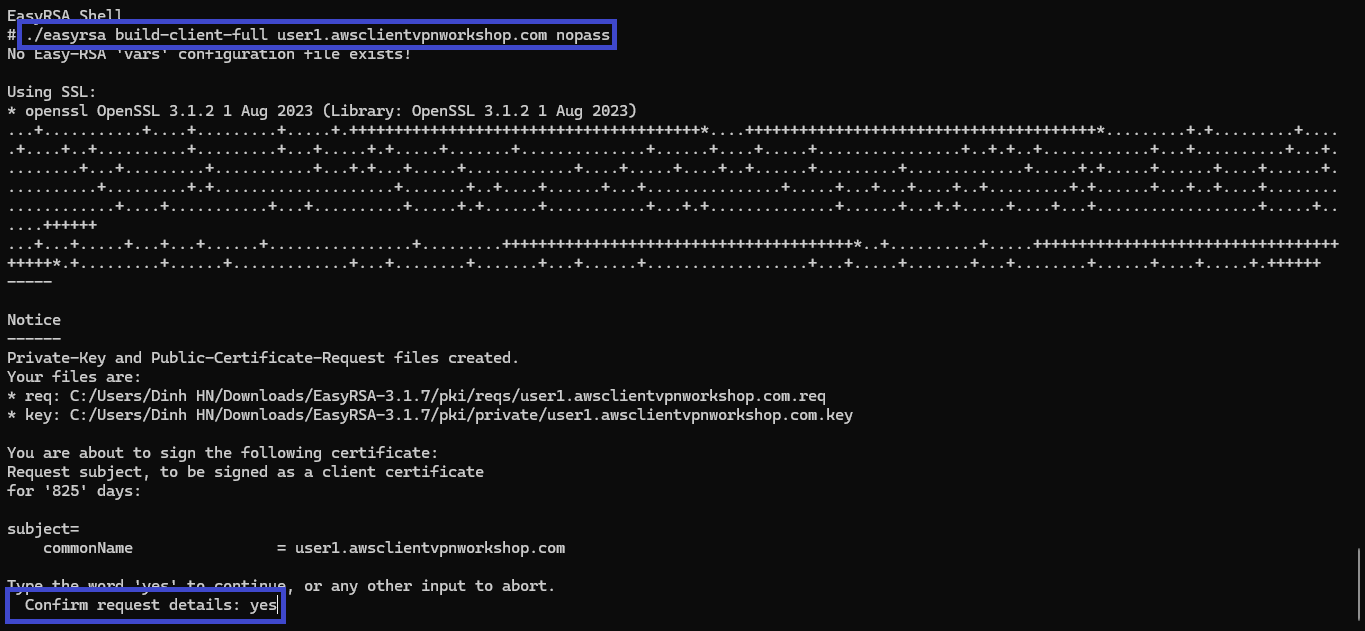 EasyRSA Shell
# ./easyrsa build-client-full user1.awsclientvpnworkshop.com nopass
No Easy-RSA 'vars' configuration file exists!
Using SSL:
* openssl OpenSSL 3.1.2 1 Aug 2023 (Library: OpenSSL 3.1.2 1 Aug 2023)
-----
Notice
------
Private-Key and Public-Certificate-Request files created.
Your files are:
* req: C:/Users/Dinh HN/Downloads/EasyRSA-3.1.7/pki/reqs/user1.awsclientvpnworkshop.com.req
* key: C:/Users/Dinh HN/Downloads/EasyRSA-3.1.7/pki/private/user1.awsclientvpnworkshop.com.key
You are about to sign the following certificate:
Request subject, to be signed as a client certificate
for '825' days:
subject=
commonName = user1.awsclientvpnworkshop.com
Type the word 'yes' to continue, or any other input to abort.
Confirm request details: yes